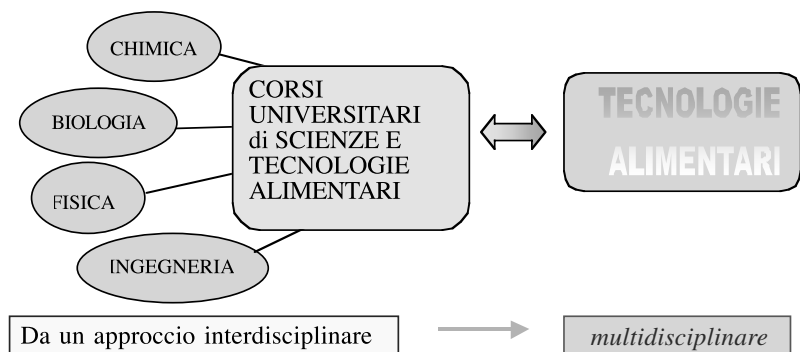 CHIMICA
BIOLOGIA
FISICA
INGEGNERIA
CORSI
UNIVERSITARI
di SCIENZE E
TECNOLOGIE
ALIMENTARI
TECNOLOGIE
ALIMENTARI
Da un approccio interdisciplinare
multidisciplinare